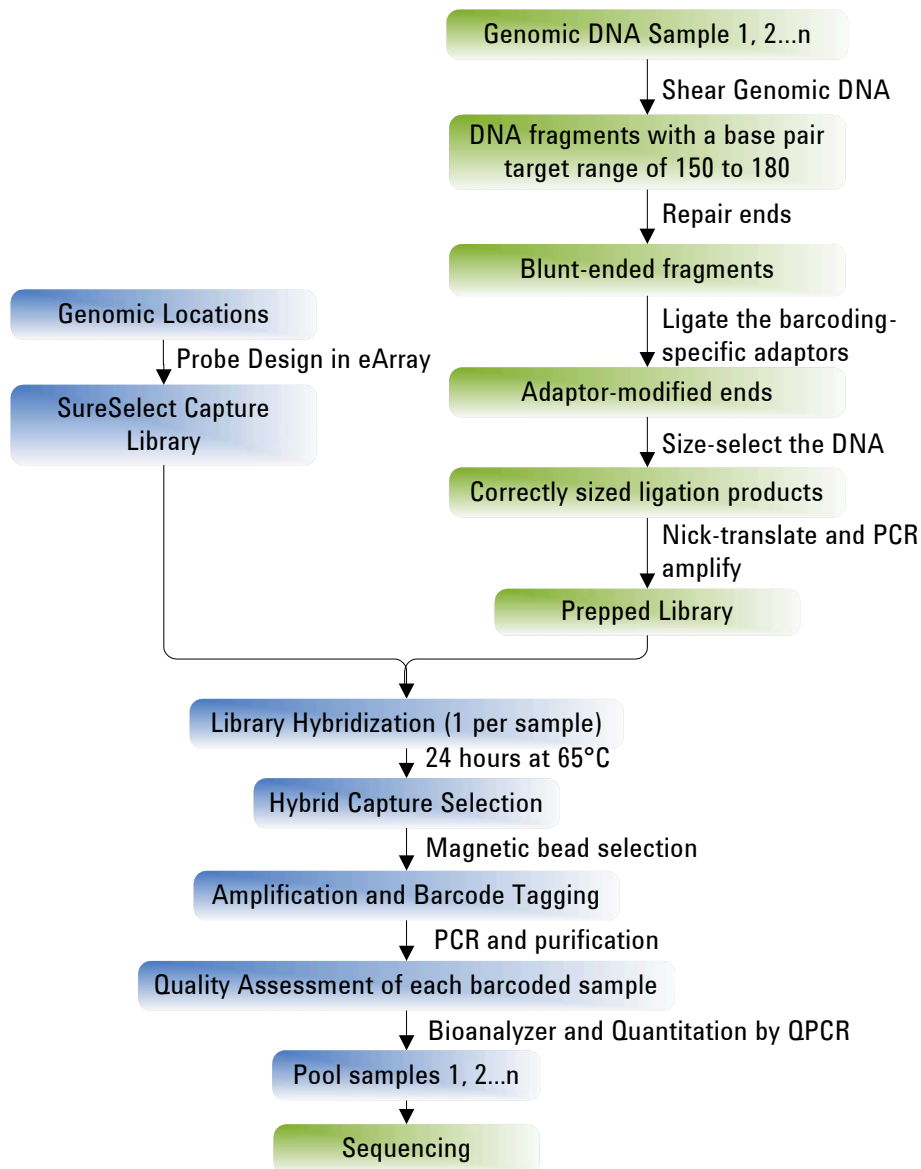 Genomic DNA Sample 1, 2...n
Shear Genomic DNA
DNA fragments with a base pair
target range of 150 to 180
Repair ends
Blunt-ended fragments
Ligate the barcoding-
specific adaptors
Adaptor-modified ends
Size-select the DNA
Correctly sized ligation products
Nick-translate and PCR
amplify
Prepped Library
Genomic Locations
Probe Design in eArray
SureSelect Capture
Library
Library Hybridization (1 per sample)
24 hours at 65°C
Hybrid Capture Selection
Magnetic bead selection
Amplification and Barcode Tagging
PCR and purification
Quality Assessment of each barcoded sample
Bioanalyzer and Quantitation by QPCR
Pool samples 1, 2...n
Sequencing